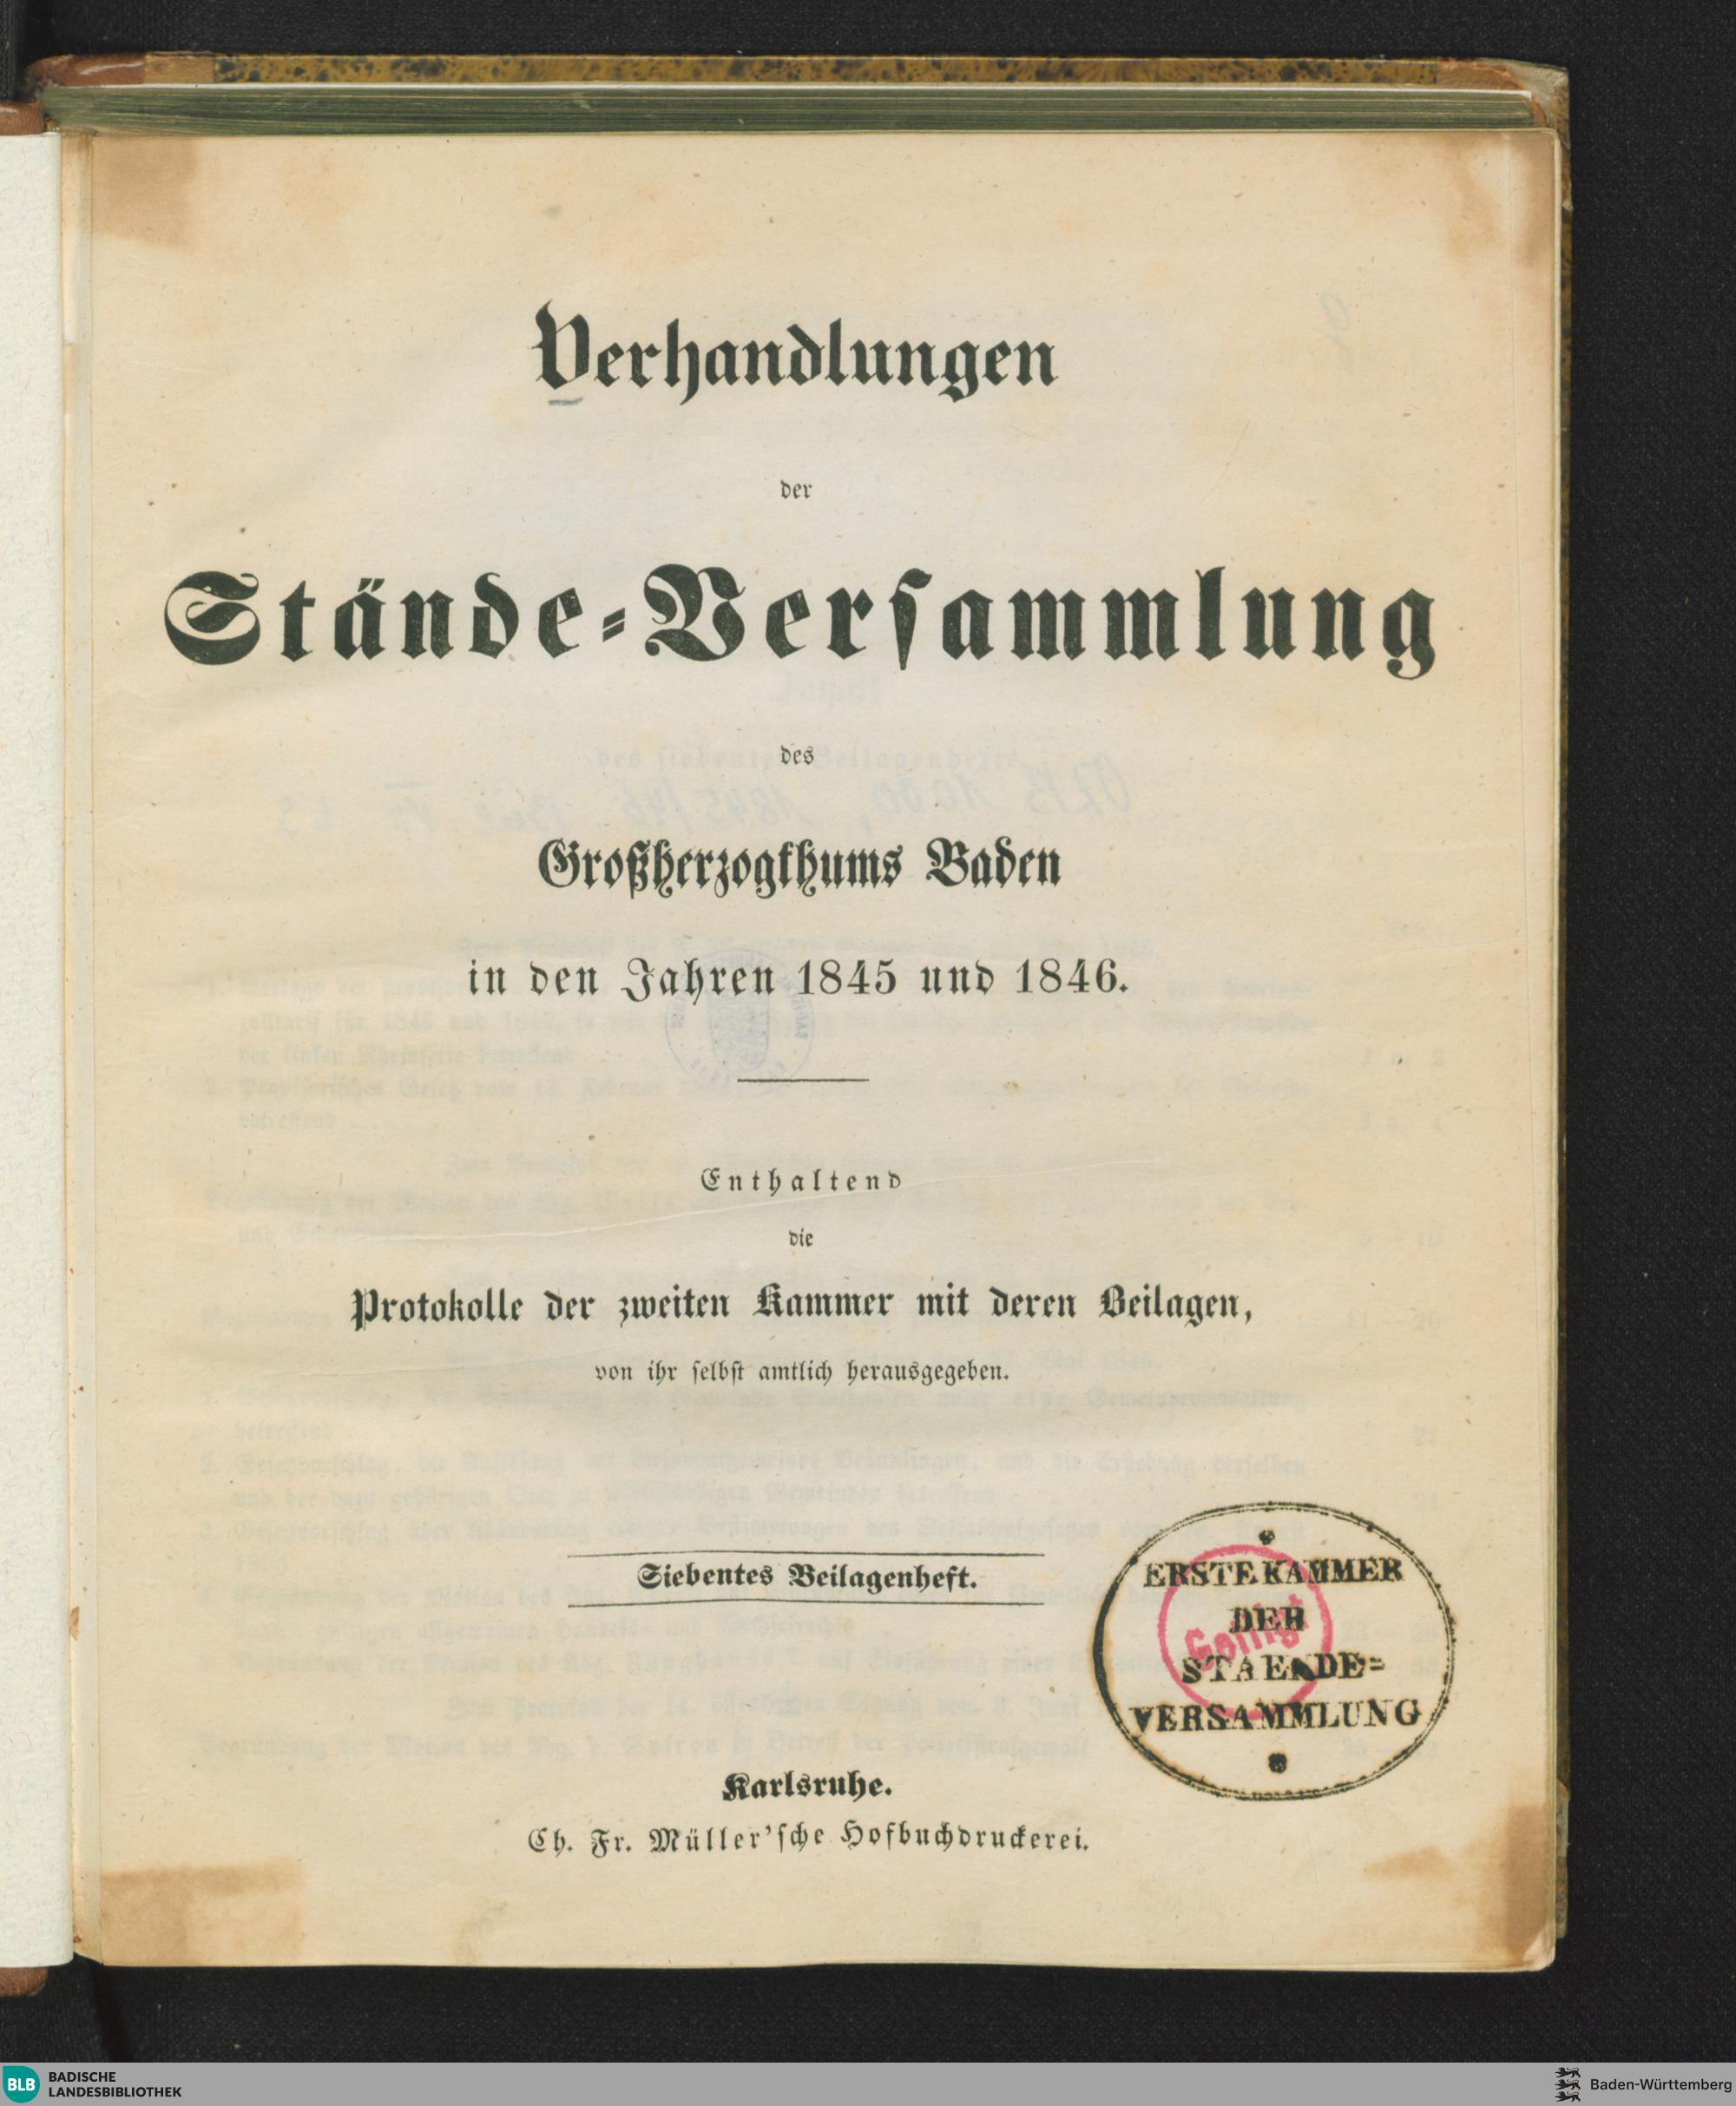 Verhandlungen
der
Stände-Versammlung
des
Großherzogthums Baden
in den Jahren 1845 und 1846.
Enthaltend
die
Protokolle der zweiten Kammer mit deren Beilagen,
von ihr selbst amtlich herausgegeben.
Siebentes Beilagenheft.
ERSTE KAMMER
DER
STAENDE-
VERSAMMLUNG
Getilgt
Karlsruhe.
Ch. Fr. Müller'sche Hofbuchdruckerei.
BLB BADISCHE
LANDESBIBLIOTHEK
Baden-Württemberg